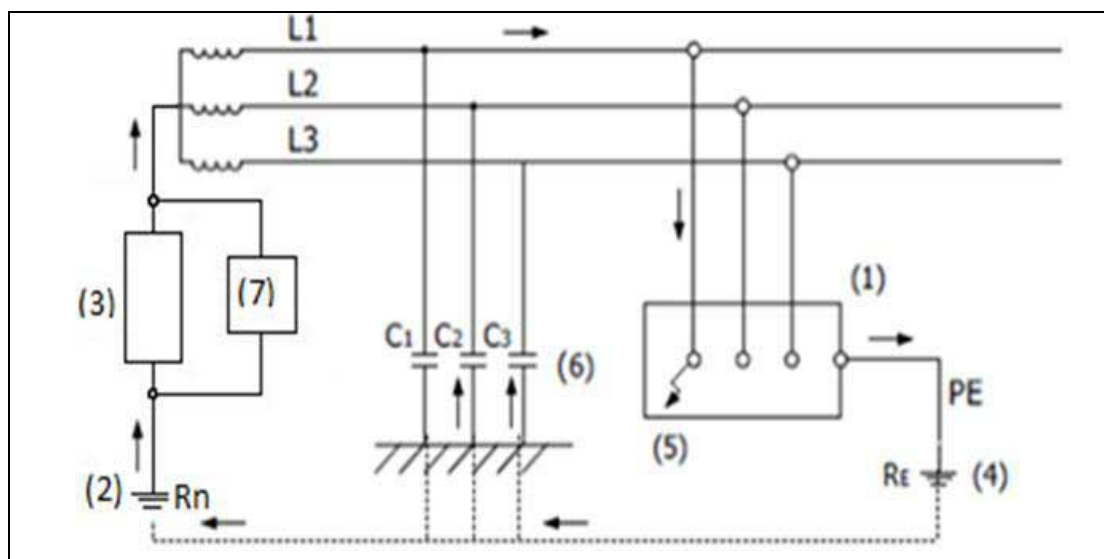 L1
L2
L3
(1)
(3)
(7)
C1 C2 C3 (6)
PE
(5)
RE (4)
(2) Rn